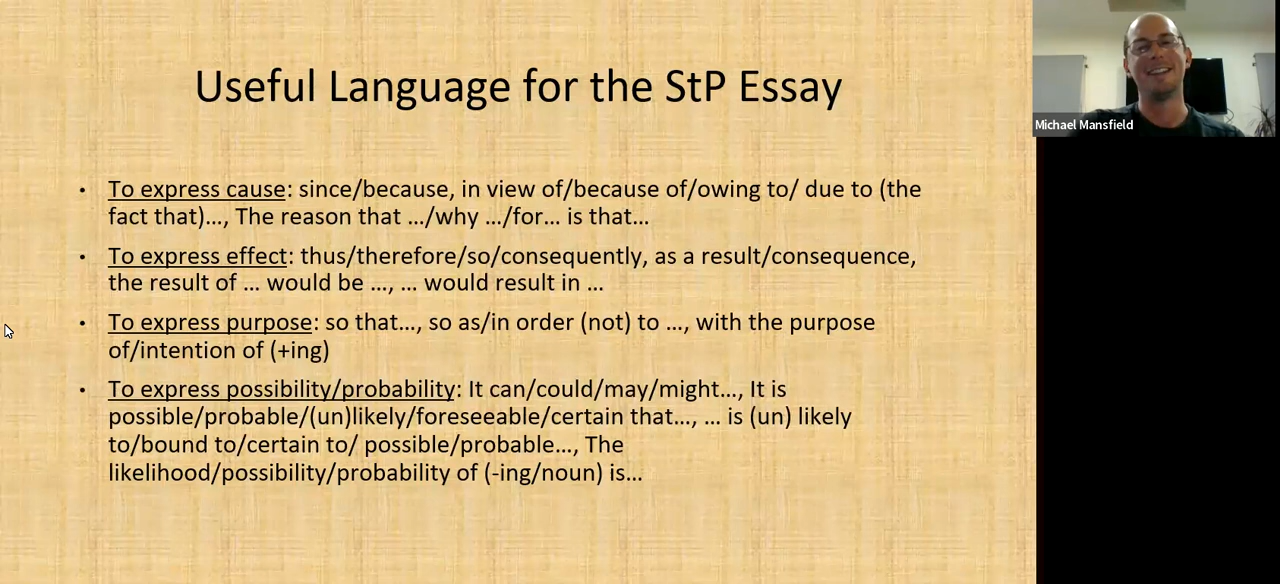 Useful Language for the StP Essay
Michael Mansfield
• To express cause: since/because, in view of/because of/owing to/ due to (the
fact that)…, The reason that …/why …/for… is that…
• To express effect: thus/therefore/so/consequently, as a result/consequence,
the result of … would be …, … would result in …
• To express purpose: so that…, so as/in order (not) to …, with the purpose
of/intention of (+ing)
• To express possibility/probability: It can/could/may/might…, It is
possible/probable/(un)likely/foreseeable/certain that…, … is (un) likely
to/bound to/certain to/ possible/probable…, The
likelihood/possibility/probability of (-ing/noun) is…